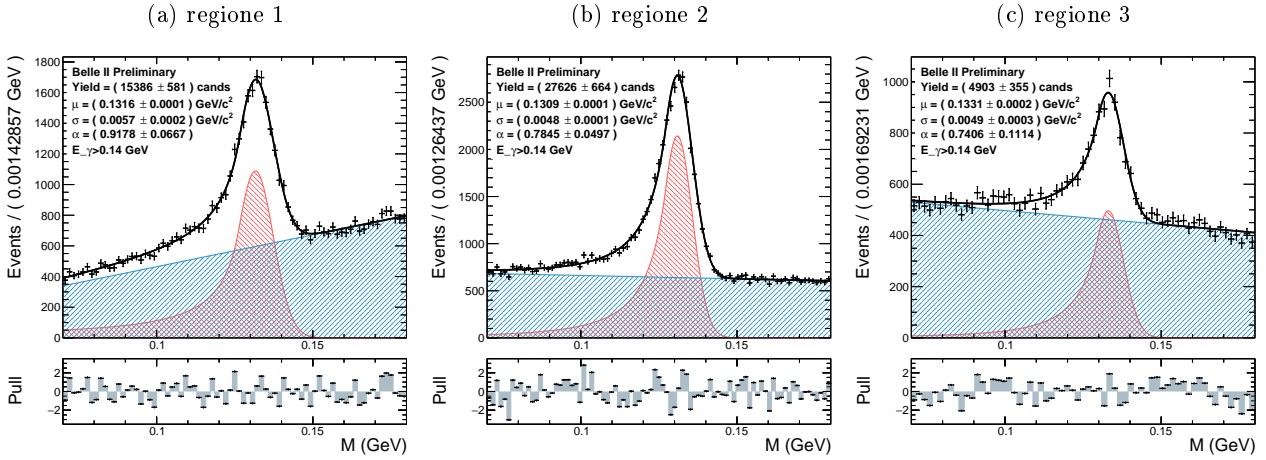 (a) regione 1
Events / ( 0.00142857 GeV )
1800
1600
1400
1200
1000
800
600
400
200
0
Belle II Preliminary
Yield = ( 15386 ± 581 ) cands
μ = ( 0.1316 ± 0.0001 ) GeV/c²
σ = ( 0.0057 ± 0.0002 ) GeV/c²
α = ( 0.9178 ± 0.0667 )
E_γ>0.14 GeV
0.1 0.15
Pull
2
0
−2
0.1 0.15
M (GeV)
(b) regione 2
Events / ( 0.00126437 GeV )
2500
2000
1500
1000
500
0
Belle II Preliminary
Yield = ( 27626 ± 664 ) cands
μ = ( 0.1309 ± 0.0001 ) GeV/c²
σ = ( 0.0048 ± 0.0001 ) GeV/c²
α = ( 0.7845 ± 0.0497 )
E_γ>0.14 GeV
0.1 0.15
Pull
2
0
−2
0.1 0.15
M (GeV)
(c) regione 3
Events / ( 0.00169231 GeV )
1000
800
600
400
200
0
Belle II Preliminary
Yield = ( 4903 ± 355 ) cands
μ = ( 0.1331 ± 0.0002 ) GeV/c²
σ = ( 0.0049 ± 0.0003 ) GeV/c²
α = ( 0.7406 ± 0.1114 )
E_γ>0.14 GeV
0.1 0.15
Pull
2
0
−2
0.1 0.15
M (GeV)